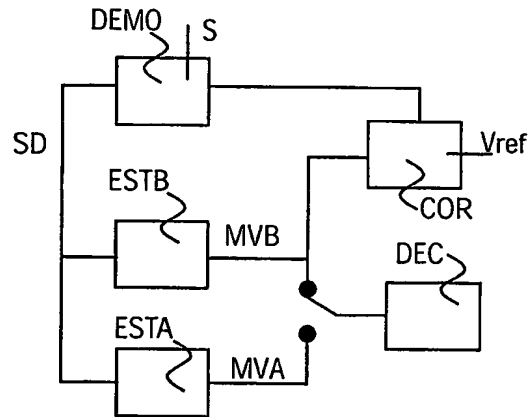 DEMO
S
SD
Vref
ESTB
COR
MVB
DEC
ESTA
MVA